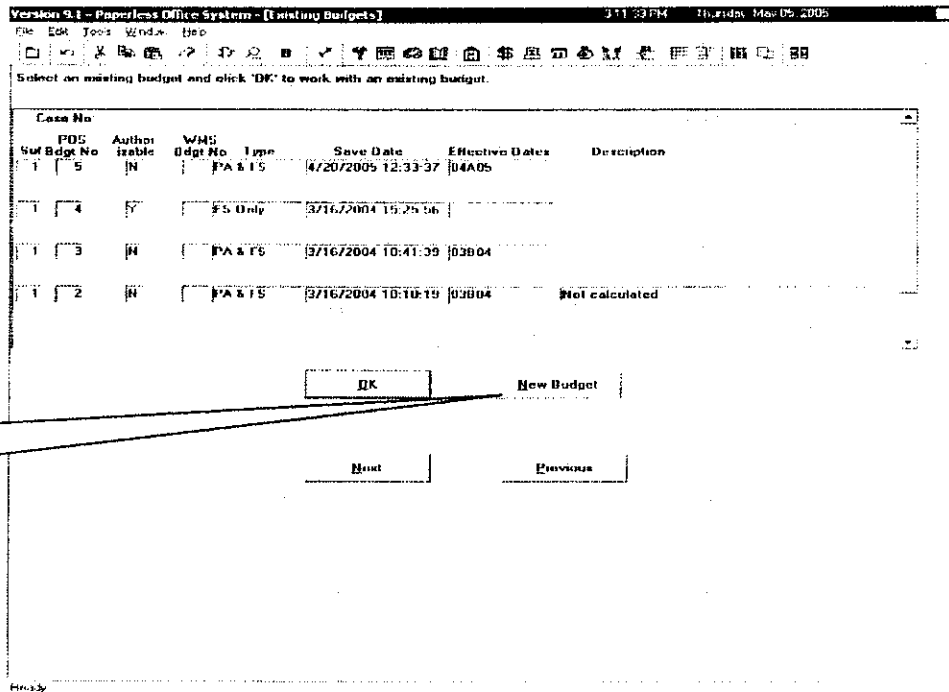 Version 9.1 - Paperless Office System - [Existing Budgets] 3:11:39 PM Thursday, May 05, 2005
File Edit Tools Window Help
Select an existing budget and click 'OK' to work with an existing budget.
Case No
Suf POS Bdgt No Author izable WMS Bdgt No Type Save Date Effective Dates Description
1 5 N PA & FS 4/20/2005 12:33:37 04A05
1 4 Y FS Only 3/16/2004 15:25:56
1 3 N PA & FS 3/16/2004 10:41:39 03B04
1 2 N PA & FS 3/16/2004 10:10:19 03B04 Not calculated
OK New Budget
Next Previous
Ready